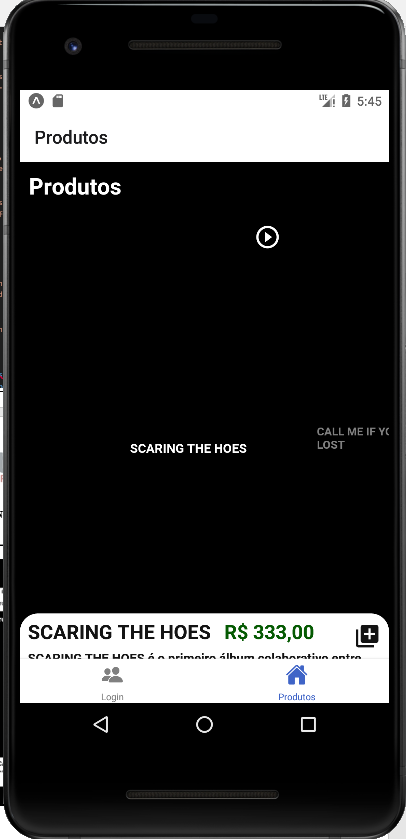 LTE 5:45
Produtos
Produtos
SCARING THE HOES
CALL ME IF YO
LOST
SCARING THE HOES R$ 333,00
SCARING THE HOES é o primeiro álbum colaborativo entre
Login Produtos